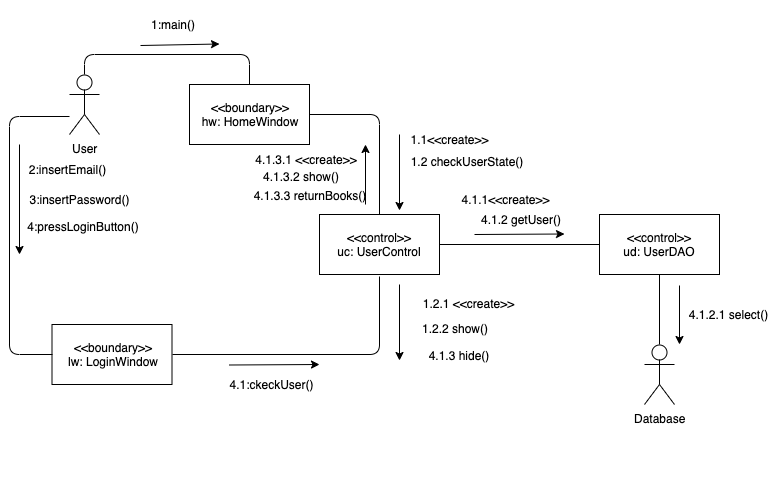 1:main()
<<boundary>>
hw: HomeWindow
User
1.1<<create>>
1.2 checkUserState()
4.1.3.1 <<create>>
4.1.3.2 show()
4.1.3.3 returnBooks()
2:insertEmail()
3:insertPassword()
4:pressLoginButton()
4.1.1<<create>>
4.1.2 getUser()
<<control>>
uc: UserControl
<<control>>
ud: UserDAO
1.2.1 <<create>>
1.2.2 show()
4.1.3 hide()
4.1.2.1 select()
<<boundary>>
lw: LoginWindow
4.1:ckeckUser()
Database